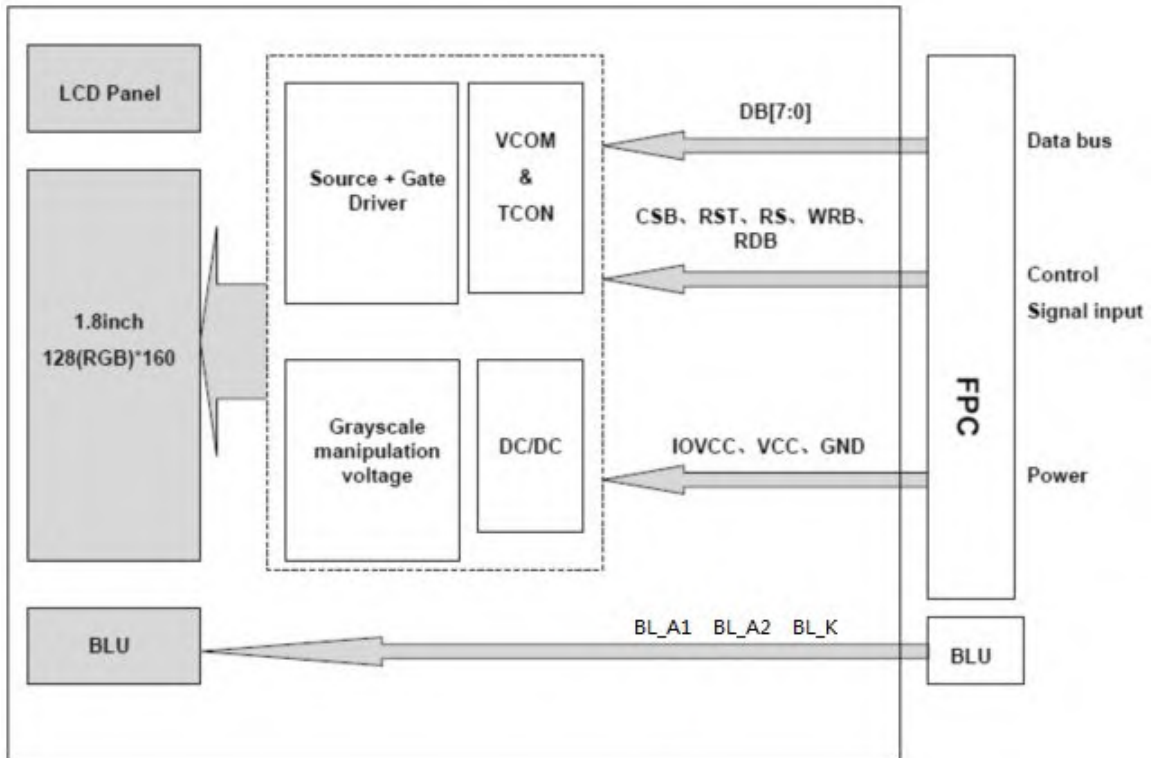 LCD Panel
1.8inch
128(RGB)*160
BLU
Source + Gate
Driver
VCOM
&
TCON
Grayscale
manipulation
voltage
DC/DC
DB[7:0]
CSB、RST、RS、WRB、
RDB
IOVCC、VCC、GND
BL_A1 BL_A2 BL_K
FPC
BLU
Data bus
Control
Signal input
Power